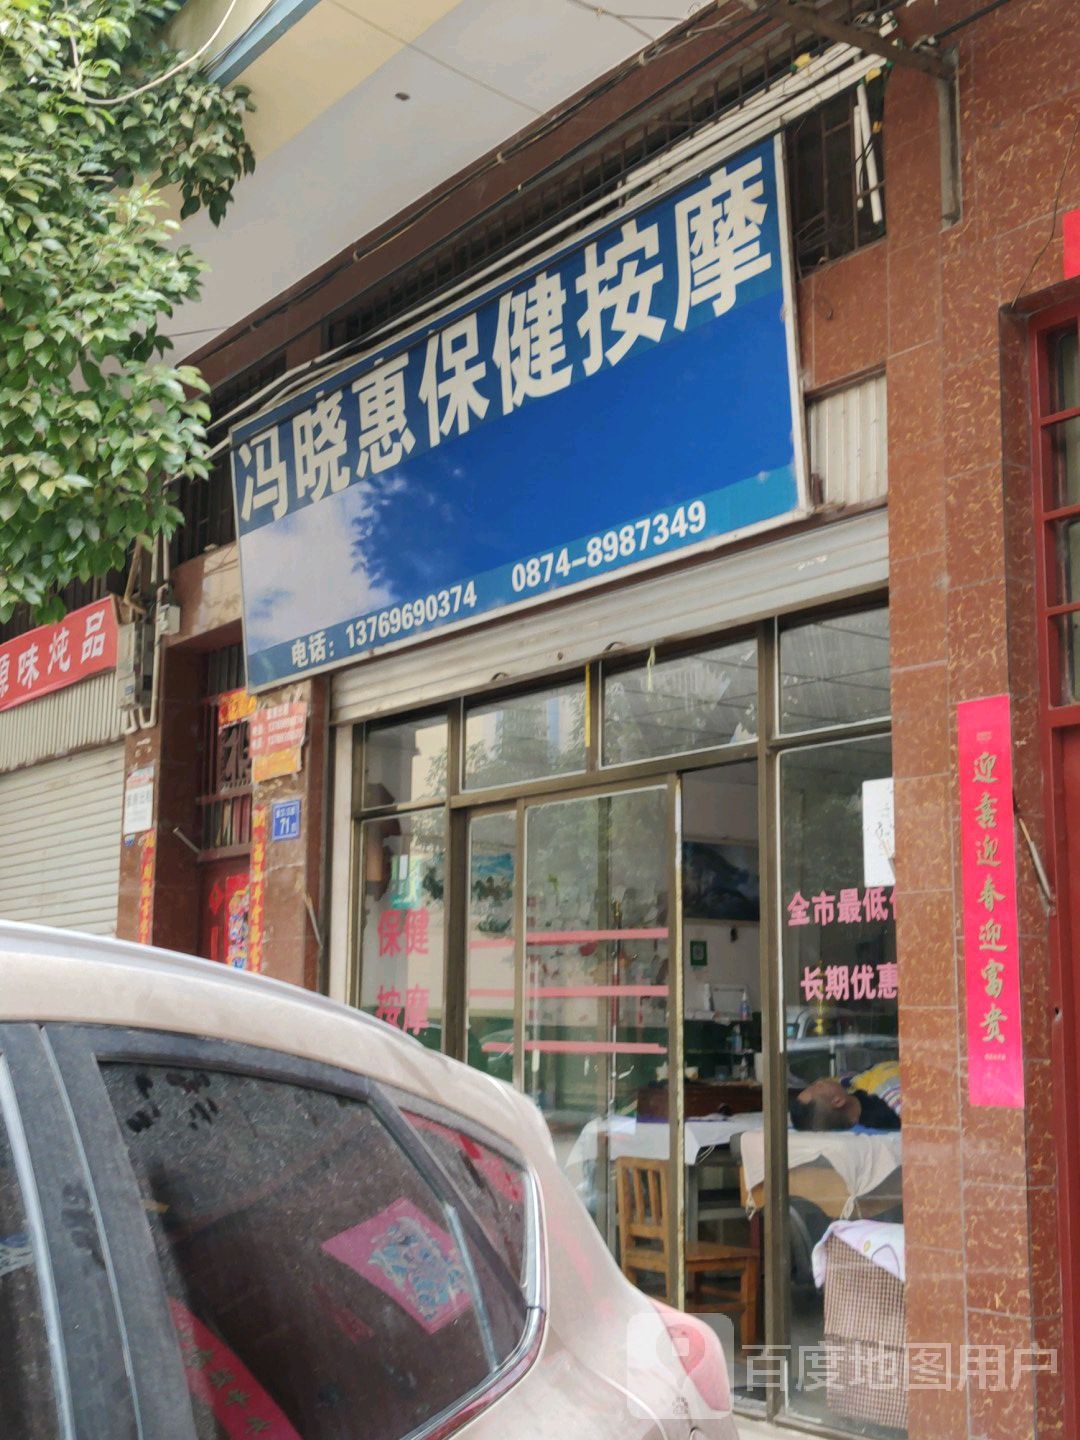 冯晓惠保健按摩
电话：13769690374 0874-8987349
原味炖品
71
保健
按摩
全市最低
长期优惠
迎喜迎春迎富贵
百度地图用户